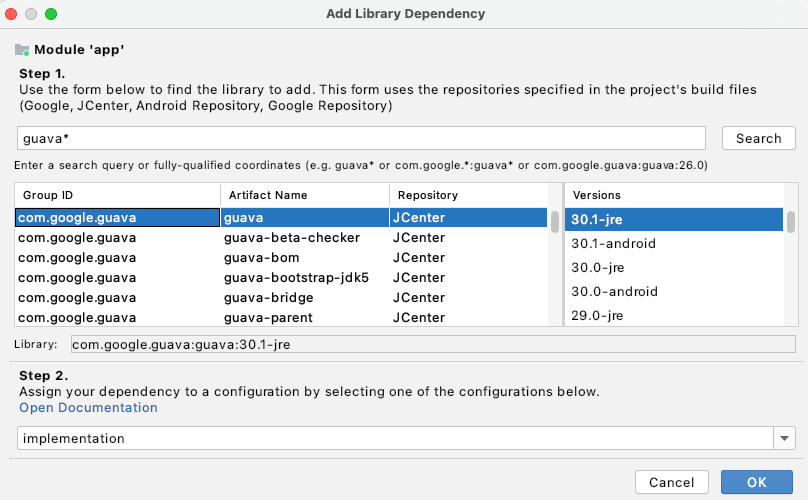 Add Library Dependency
Module 'app'
Step 1.
Use the form below to find the library to add. This form uses the repositories specified in the project's build files
(Google, JCenter, Android Repository, Google Repository)
guava*
Search
Enter a search query or fully-qualified coordinates (e.g. guava* or com.google.*:guava* or com.google.guava:guava:26.0)
Group ID Artifact Name Repository Versions
com.google.guava guava JCenter 30.1-jre
com.google.guava guava-beta-checker JCenter 30.1-android
com.google.guava guava-bom JCenter 30.0-jre
com.google.guava guava-bootstrap-jdk5 JCenter 30.0-android
com.google.guava guava-bridge JCenter 29.0-jre
com.google.guava guava-parent JCenter
Library: com.google.guava:guava:30.1-jre
Step 2.
Assign your dependency to a configuration by selecting one of the configurations below.
Open Documentation
implementation
Cancel OK